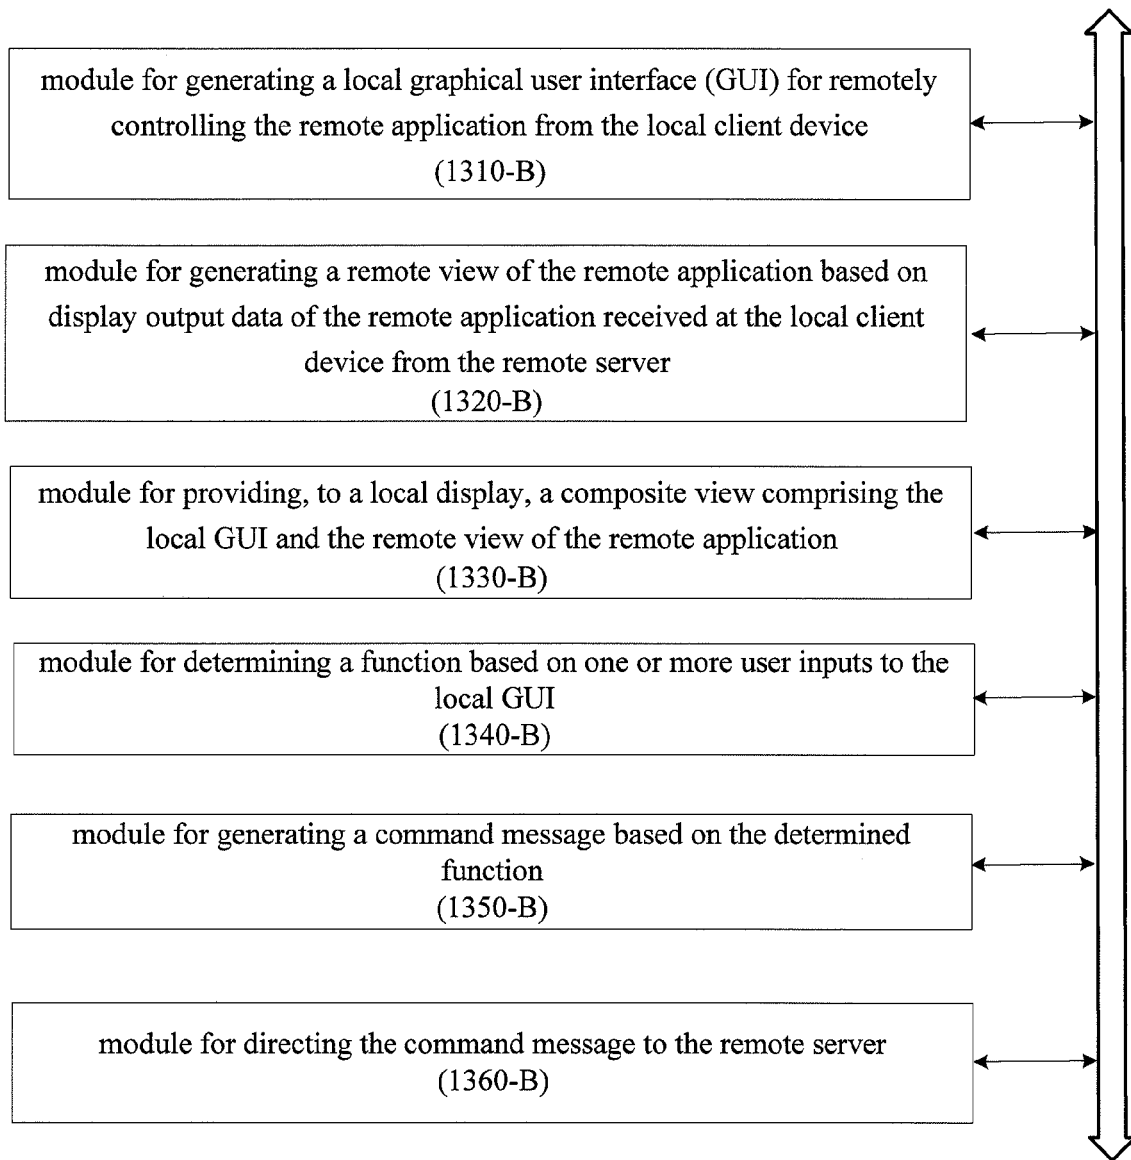 module for generating a local graphical user interface (GUI) for remotely
controlling the remote application from the local client device
(1310-B)
module for generating a remote view of the remote application based on
display output data of the remote application received at the local client
device from the remote server
(1320-B)
module for providing, to a local display, a composite view comprising the
local GUI and the remote view of the remote application
(1330-B)
module for determining a function based on one or more user inputs to the
local GUI
(1340-B)
module for generating a command message based on the determined
function
(1350-B)
module for directing the command message to the remote server
(1360-B)